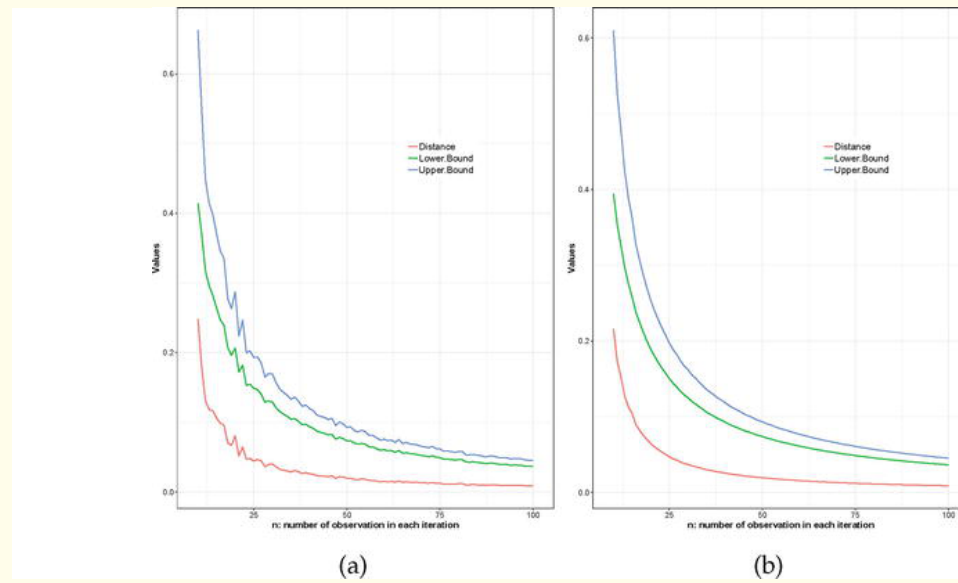 0.6
0.4
0.2
0.0
Values
Distance
Lower.Bound
Upper.Bound
25
50
75
100
n: number of observation in each iteration
(a)
0.6
0.4
0.2
0.0
Values
Distance
Lower.Bound
Upper.Bound
25
50
75
100
n: number of observation in each iteration
(b)